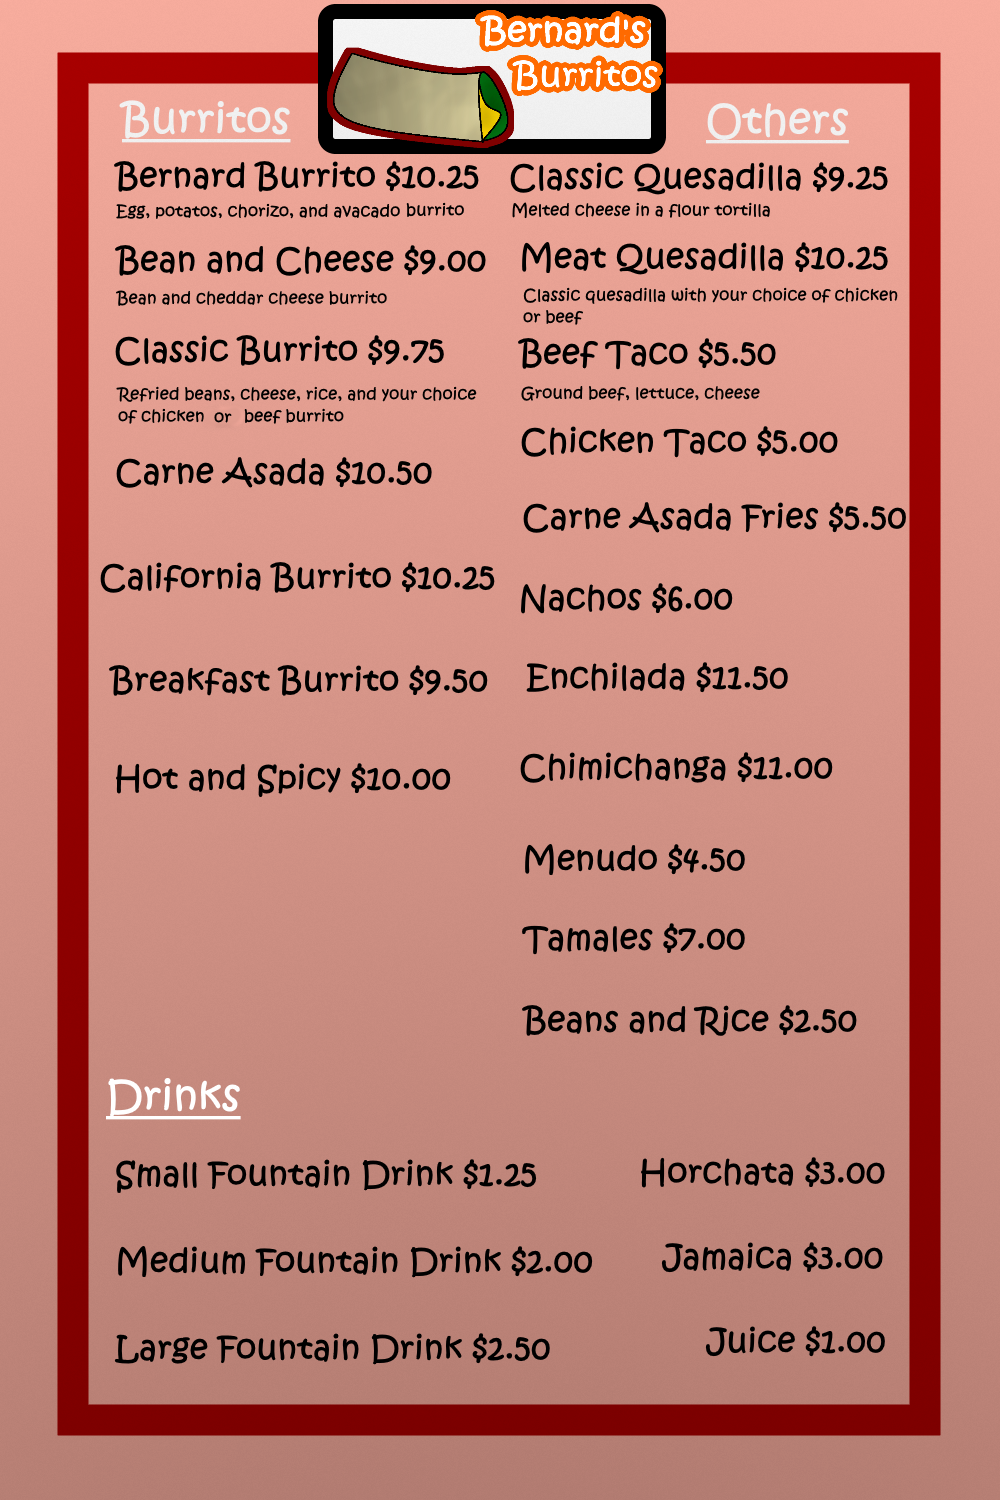 Bernard's
Burritos
Burritos
Bernard Burrito $10.25
Egg, potatos, chorizo, and avacado burrito
Bean and Cheese $9.00
Bean and cheddar cheese burrito
Classic Burrito $9.75
Refried beans, cheese, rice, and your choice
of chicken or beef burrito
Carne Asada $10.50
California Burrito $10.25
Breakfast Burrito $9.50
Hot and Spicy $10.00
Others
Classic Quesadilla $9.25
Melted cheese in a flour tortilla
Meat Quesadilla $10.25
Classic quesadilla with your choice of chicken
or beef
Beef Taco $5.50
Ground beef, lettuce, cheese
Chicken Taco $5.00
Carne Asada Fries $5.50
Nachos $6.00
Enchilada $11.50
Chimichanga $11.00
Menudo $4.50
Tamales $7.00
Beans and Rice $2.50
Drinks
Small Fountain Drink $1.25
Medium Fountain Drink $2.00
Large Fountain Drink $2.50
Horchata $3.00
Jamaica $3.00
Juice $1.00